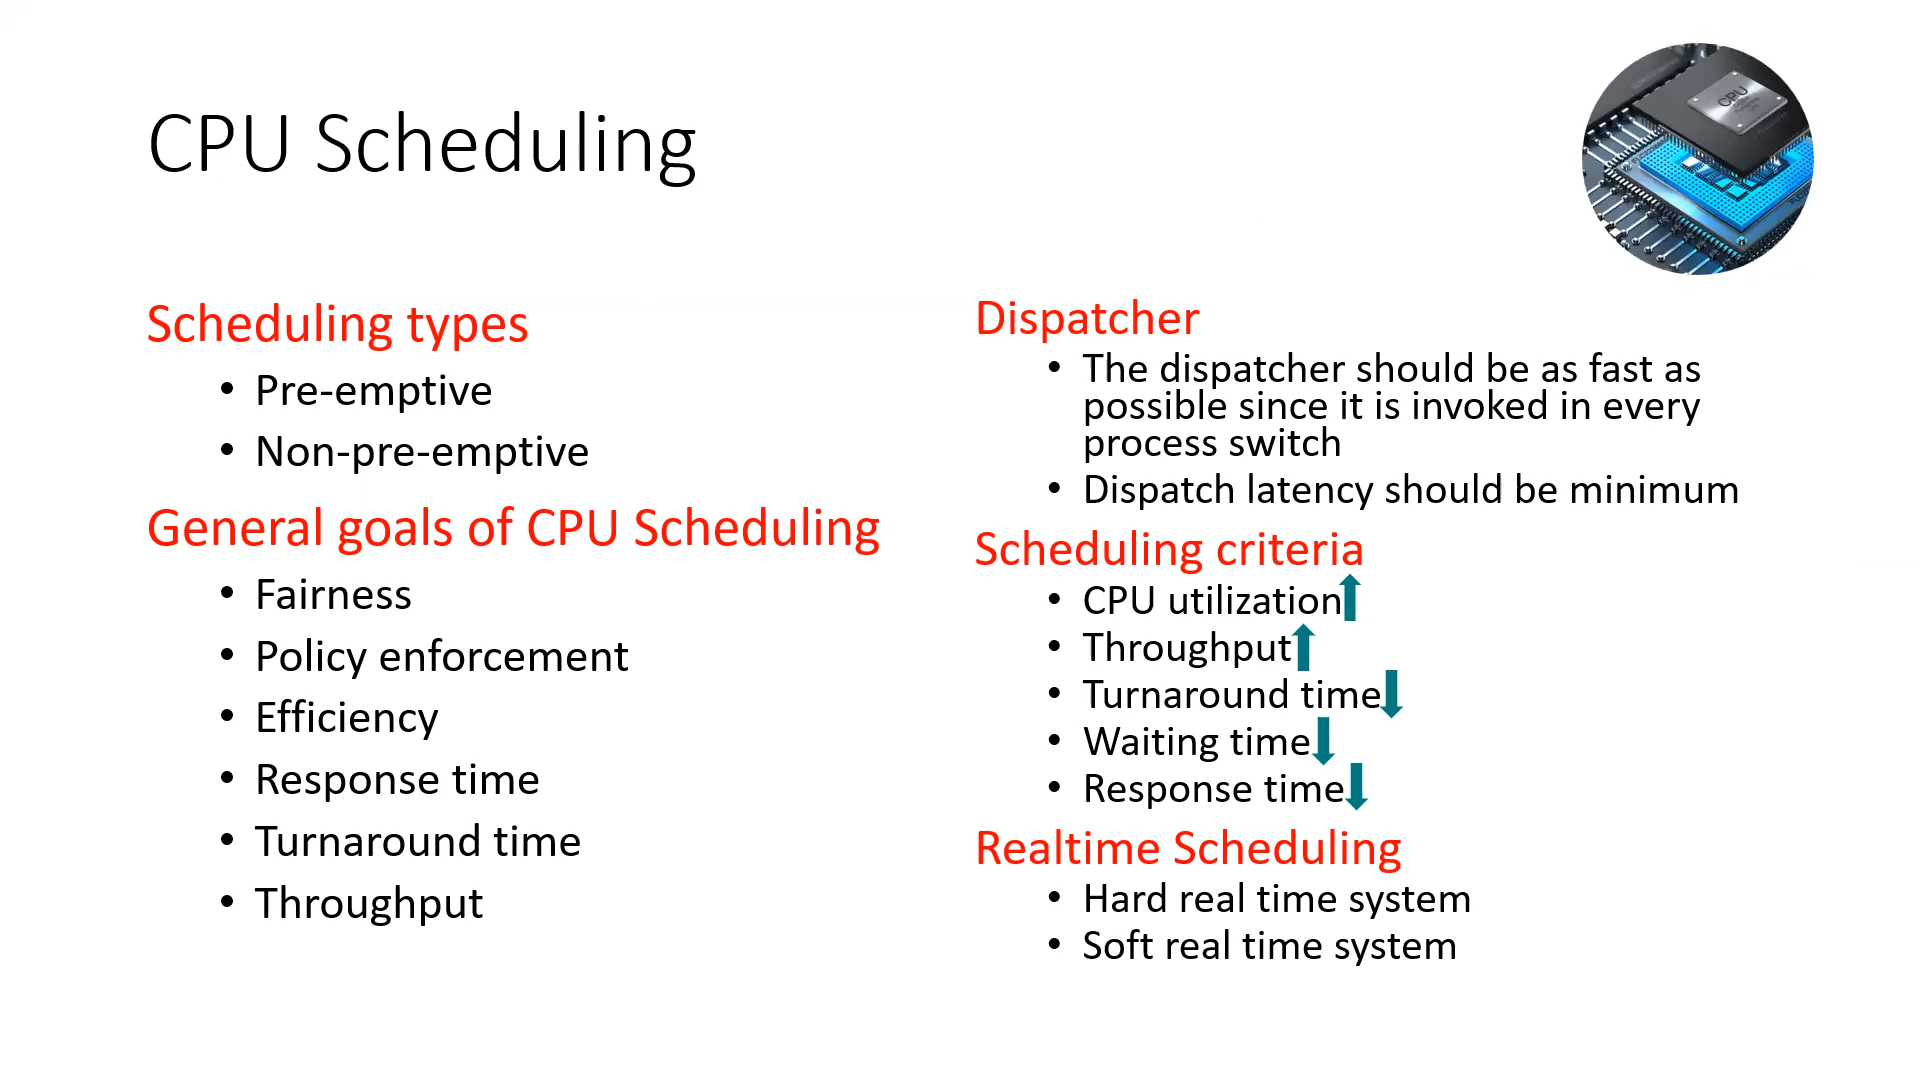 CPU Scheduling
CPU
Scheduling types
• Pre-emptive
• Non-pre-emptive
General goals of CPU Scheduling
• Fairness
• Policy enforcement
• Efficiency
• Response time
• Turnaround time
• Throughput
Dispatcher
• The dispatcher should be as fast as
possible since it is invoked in every
process switch
• Dispatch latency should be minimum
Scheduling criteria
• CPU utilization
• Throughput
• Turnaround time
• Waiting time
• Response time
Realtime Scheduling
• Hard real time system
• Soft real time system